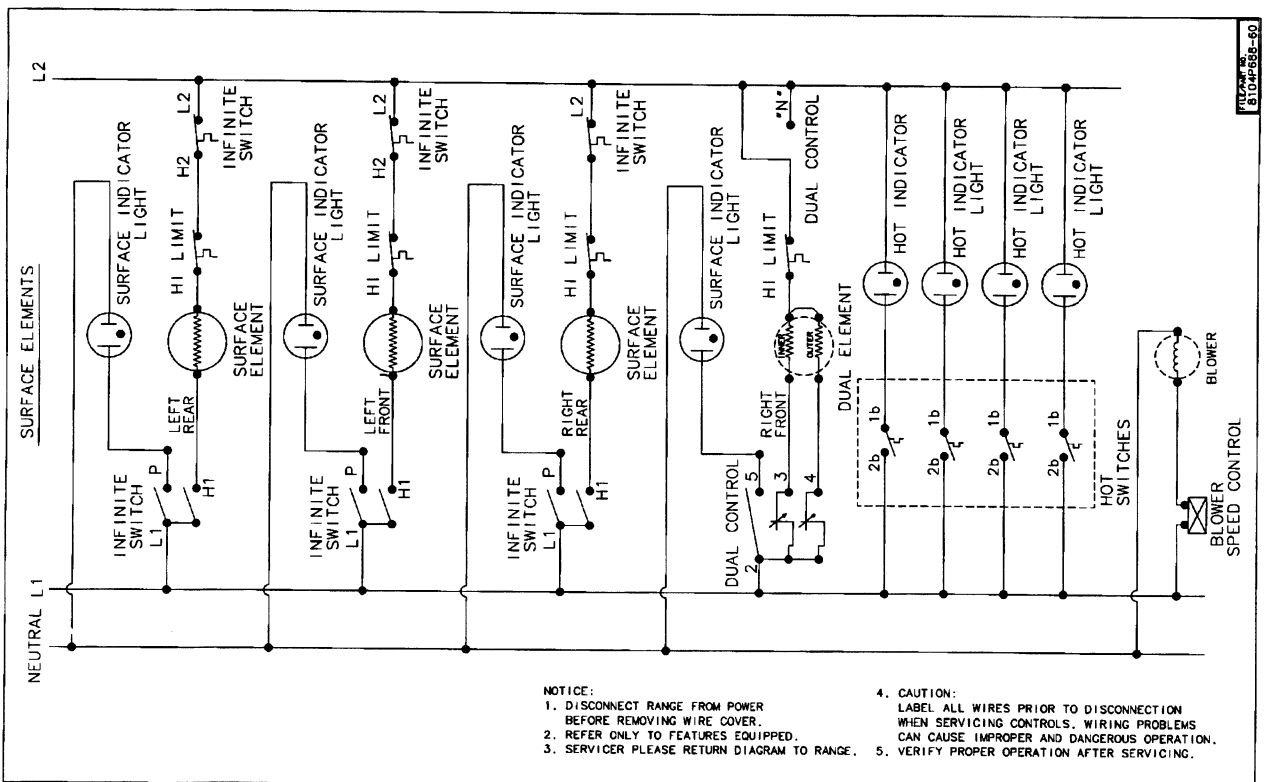 FILE/PART NO.
8104P688-60
SURFACE ELEMENTS
L2
NEUTRAL
L1
SURFACE INDICATOR
LIGHT
L2
INFINITE
SWITCH
H2
HI LIMIT
SURFACE
ELEMENT
LEFT
REAR
P
H1
INFINITE
SWITCH
L1
SURFACE INDICATOR
LIGHT
L2
INFINITE
SWITCH
H2
HI LIMIT
SURFACE
ELEMENT
LEFT
FRONT
P
H1
INFINITE
SWITCH
L1
SURFACE INDICATOR
LIGHT
L2
INFINITE
SWITCH
HI LIMIT
SURFACE
ELEMENT
RIGHT
REAR
P
H1
INFINITE
SWITCH
L1
SURFACE INDICATOR
LIGHT
"N"
DUAL CONTROL
HI LIMIT
INNER
OUTER
DUAL ELEMENT
RIGHT
FRONT
5
3
4
2
DUAL CONTROL
HOT INDICATOR
HOT INDICATOR
LIGHT
HOT INDICATOR
LIGHT
HOT INDICATOR
LIGHT
1b
2b
1b
2b
1b
2b
1b
2b
HOT
SWITCHES
BLOWER
BLOWER
SPEED CONTROL
NOTICE:
1. DISCONNECT RANGE FROM POWER
BEFORE REMOVING WIRE COVER.
2. REFER ONLY TO FEATURES EQUIPPED.
3. SERVICER PLEASE RETURN DIAGRAM TO RANGE.
4. CAUTION:
LABEL ALL WIRES PRIOR TO DISCONNECTION
WHEN SERVICING CONTROLS. WIRING PROBLEMS
CAN CAUSE IMPROPER AND DANGEROUS OPERATION.
5. VERIFY PROPER OPERATION AFTER SERVICING.